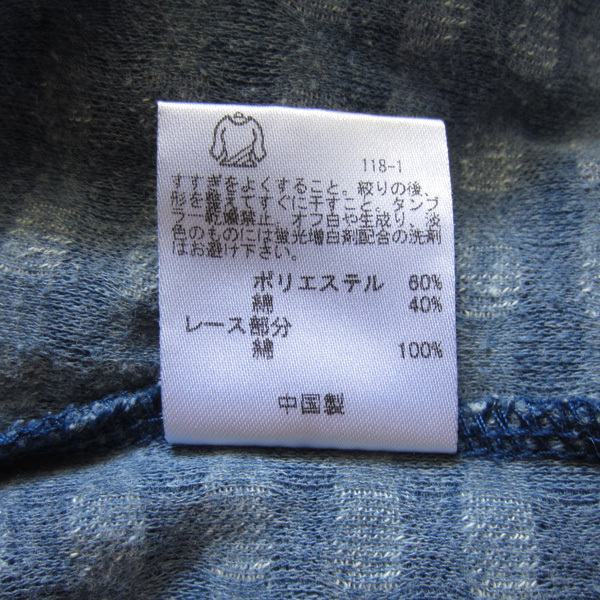 118-1
すすぎをよくすること。絞りの後、
形を整えてすぐに干すこと、タンブ
ラー乾燥禁止。オフ白や生成り、淡
色のものには蛍光増白剤配合の洗剤
はお避け下さい。
ポリエステル 60%
綿 40%
レース部分
綿 100%
中国製